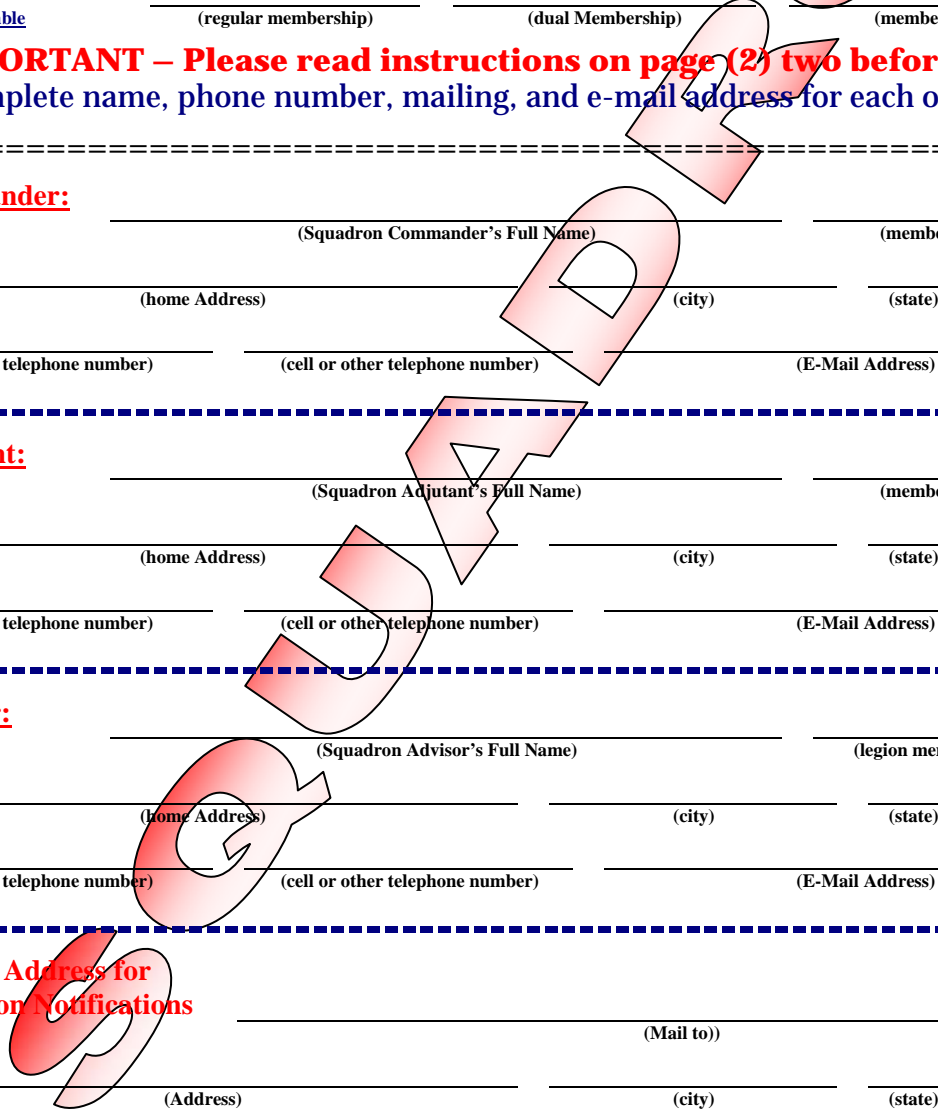 ble
(regular membership) (dual Membership) (membe
ORTANT – Please read instructions on page (2) two befor
plete name, phone number, mailing, and e-mail address for each o
==================================================
nder:
(Squadron Commander’s Full Name) (membe
(home Address) (city) (state)
telephone number) (cell or other telephone number) (E-Mail Address)
nt:
(Squadron Adjutant’s Full Name) (membe
(home Address) (city) (state)
telephone number) (cell or other telephone number) (E-Mail Address)
r:
(Squadron Advisor’s Full Name) (legion mem
(home Address) (city) (state)
telephone number) (cell or other telephone number) (E-Mail Address)
Address for
on Notifications
(Mail to))
(Address) (city) (state)
SQUADR